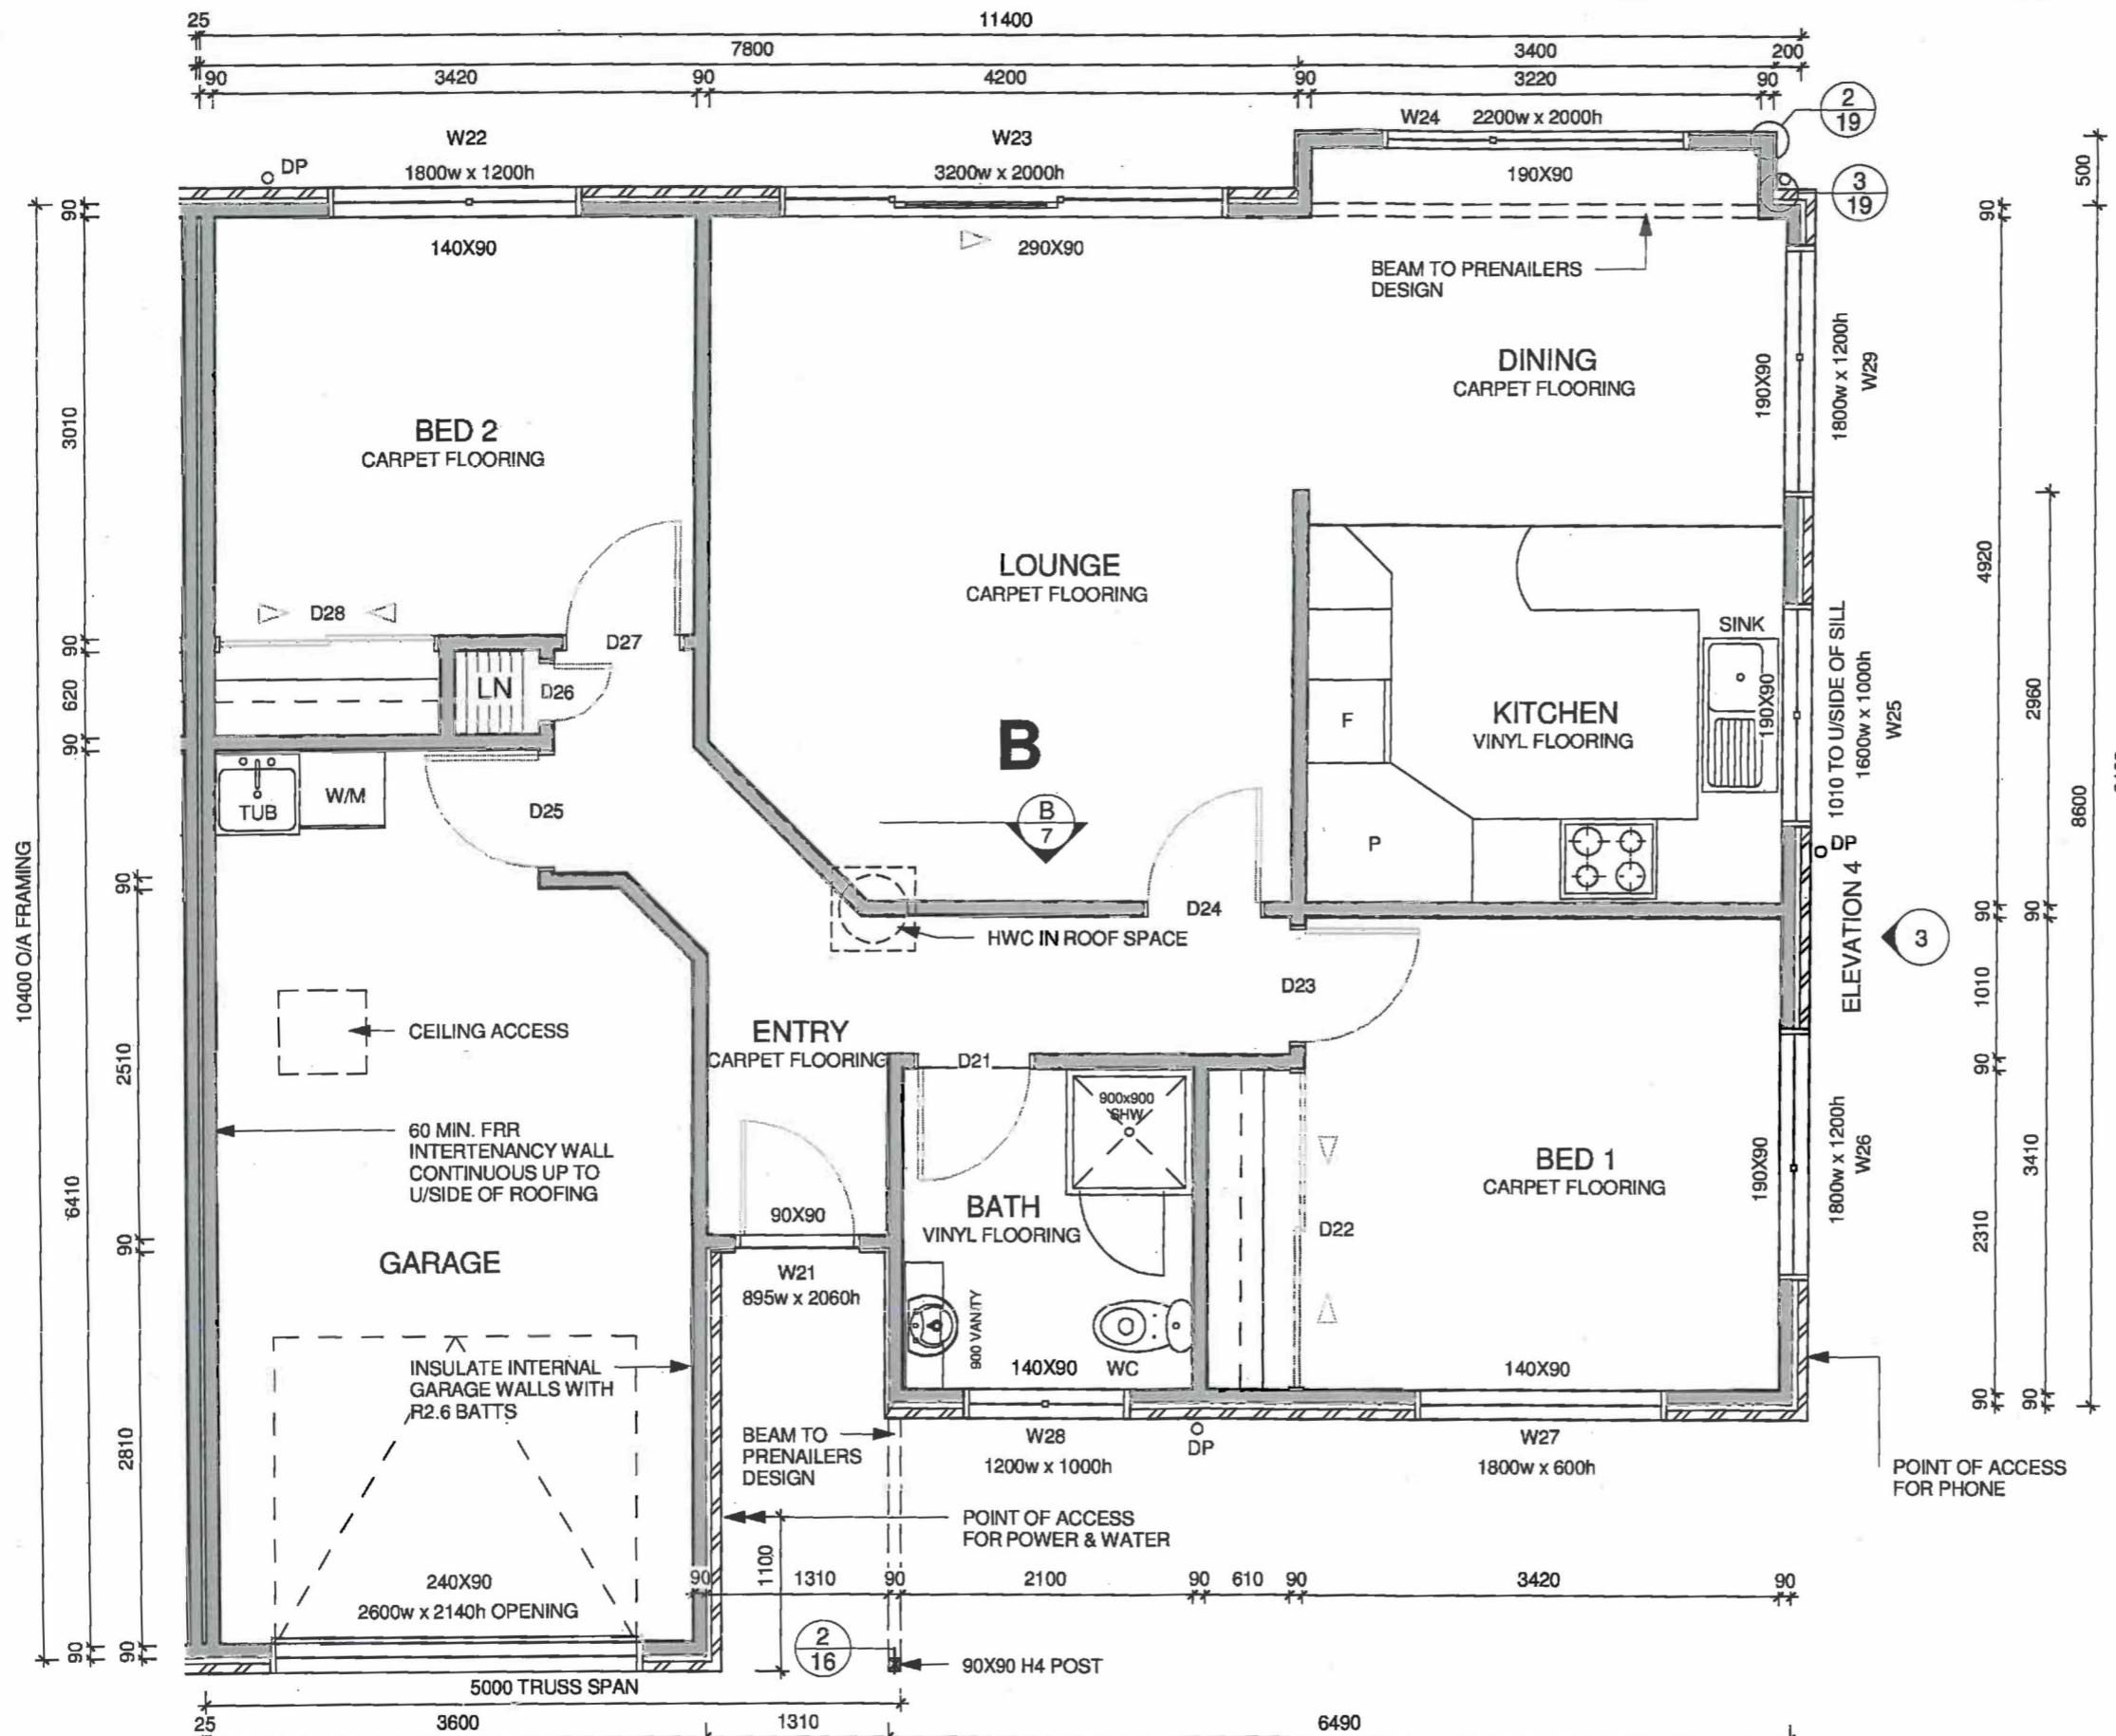 25 11400
7800 3400 200
90 3420 90 4200 90 3220 90
W22 W23 W24 2200w x 2000h 2
19
DP 1800w x 1200h 3200w x 2000h 190X90 3
19
500
90 140X90 290X90 90
BEAM TO PRENAILERS
DESIGN
DINING
CARPET FLOORING
190X90
1800w x 1200h
W29
BED 2
CARPET FLOORING
3010
LOUNGE
CARPET FLOORING
4920
D28
D27
90
620
90
LN
D26
SINK
F
KITCHEN
VINYL FLOORING
190X90
1010 TO U/SIDE OF SILL
1600w x 1000h
W25
2960
8600
B
TUB
W/M
D25
B
7
P
DP
ELEVATION 4
3
10400 O/A FRAMING
90
D24
HWC IN ROOF SPACE
90
90
D23
1010
CEILING ACCESS
ENTRY
CARPET FLOORING
D21
90
2510
900x900
SHW
60 MIN. FRR
INTERTENANCY WALL
CONTINUOUS UP TO
U/SIDE OF ROOFING
BED 1
CARPET FLOORING
190X90
1800w x 1200h
W26
3410
6410
90X90
BATH
VINYL FLOORING
D22
2310
90
GARAGE
W21
895w x 2060h
900 VANITY
INSULATE INTERNAL
GARAGE WALLS WITH
R2.6 BATTS
140X90
WC
140X90
90
90
2810
BEAM TO
PRENAILERS
DESIGN
W28
1200w x 1000h
DP
W27
1800w x 600h
POINT OF ACCESS
FOR PHONE
POINT OF ACCESS
FOR POWER & WATER
240X90
2600w x 2140h OPENING
90 1100 1310 90 2100 90 610 90 3420 90
90
90
2
16
90X90 H4 POST
5000 TRUSS SPAN
25 3600 1310 6490